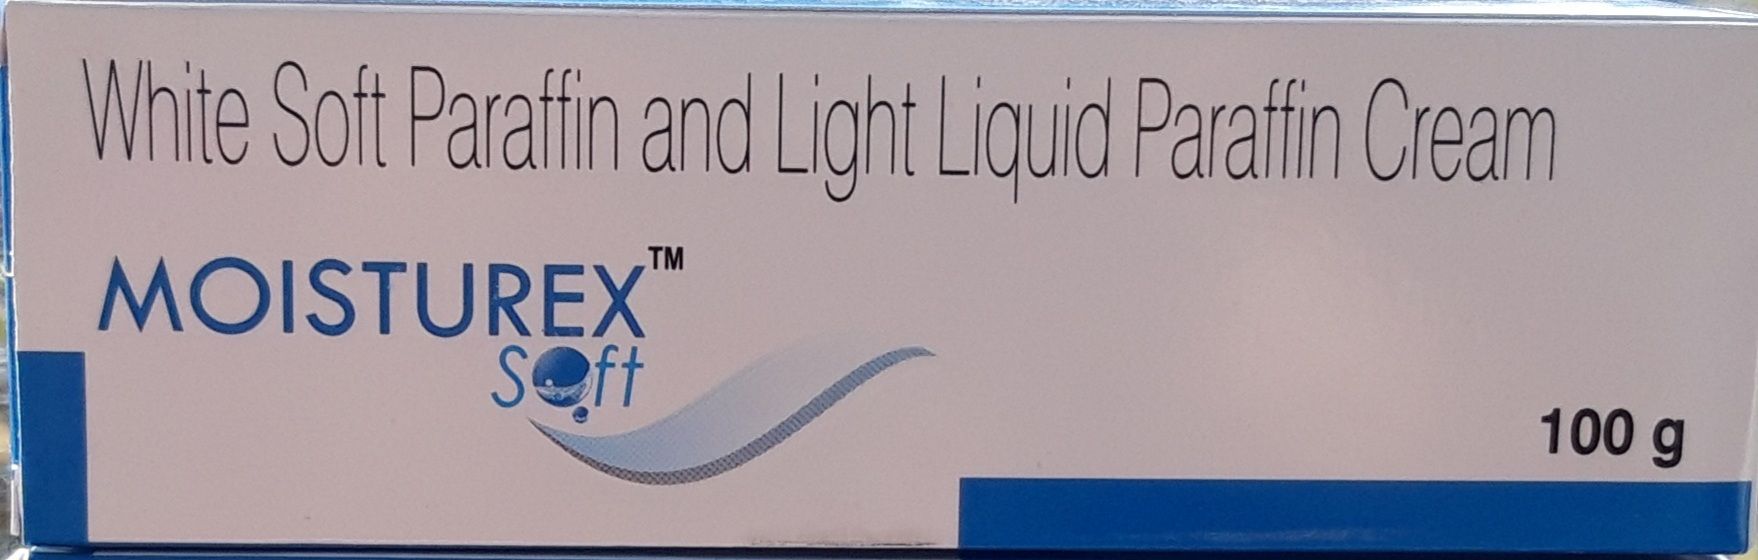 White Soft Paraffin and Light Liquid Paraffin Cream
MOISTUREX™
Soft
100 g